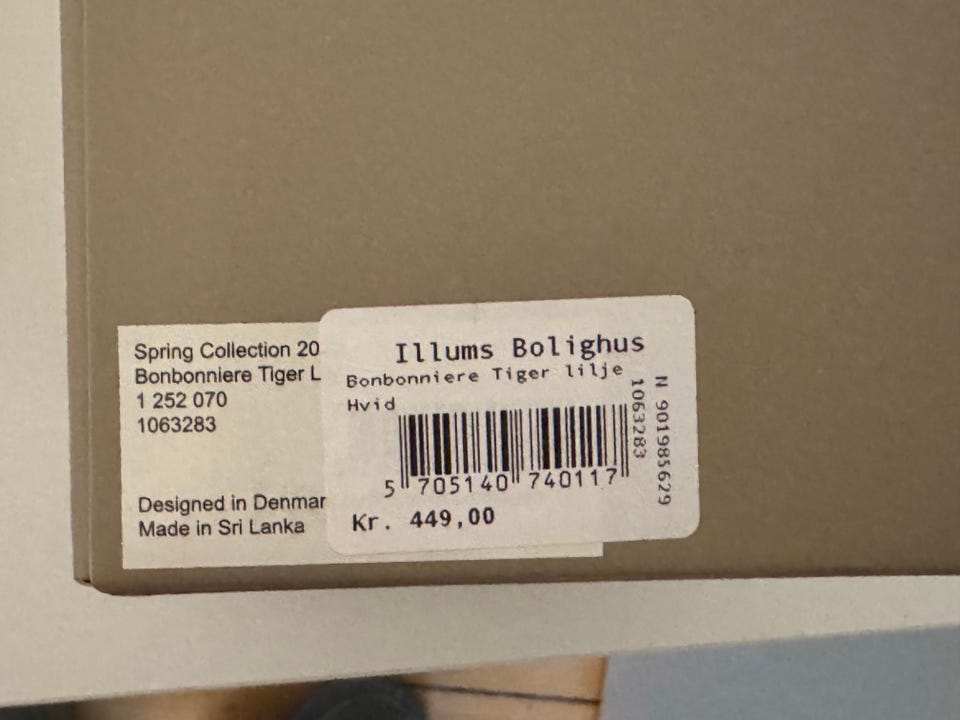 Spring Collection 20
Bonbonniere Tiger L
1 252 070
1063283
Designed in Denmar
Made in Sri Lanka
Illums Bolighus
Bonbonniere Tiger lilje
Hvid
5 705140 740117
Kr. 449,00
1063283
N 901985629